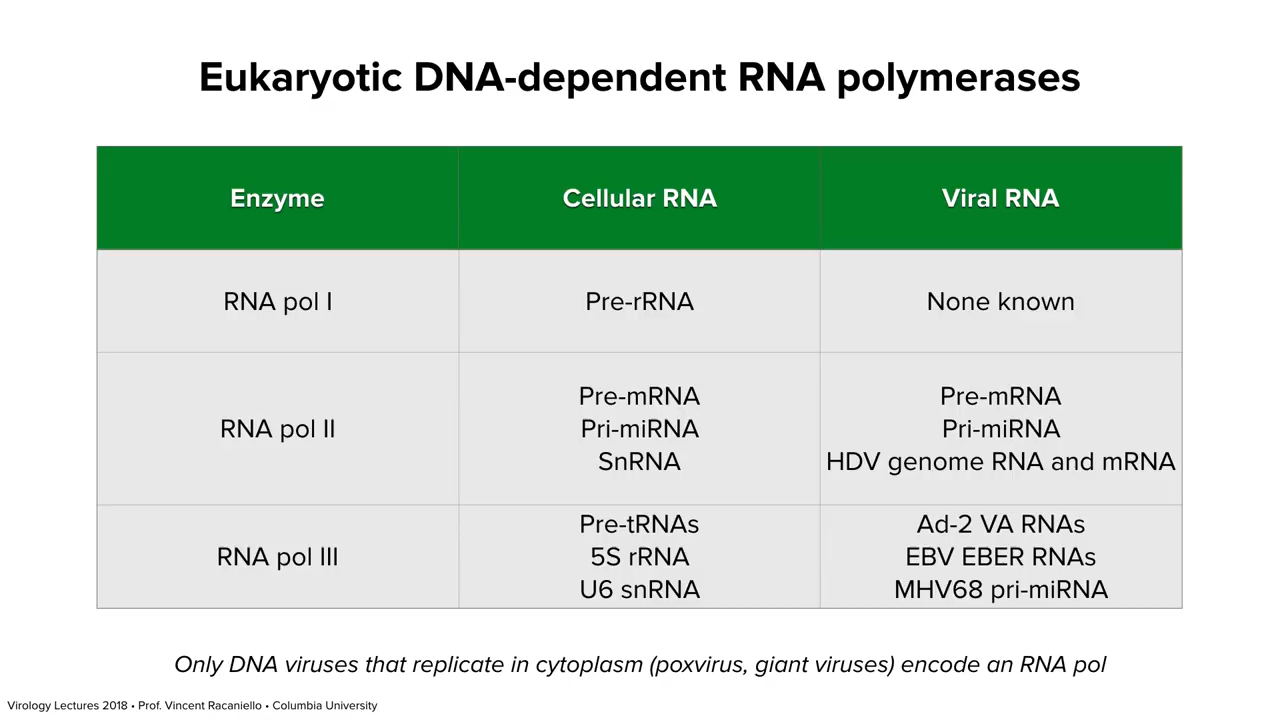 Eukaryotic DNA-dependent RNA polymerases
Enzyme
Cellular RNA
Viral RNA
RNA pol I
Pre-rRNA
None known
RNA pol II
Pre-mRNA
Pri-miRNA
SnRNA
Pre-mRNA
Pri-miRNA
HDV genome RNA and mRNA
RNA pol III
Pre-tRNAs
5S rRNA
U6 snRNA
Ad-2 VA RNAs
EBV EBER RNAs
MHV68 pri-miRNA
Only DNA viruses that replicate in cytoplasm (poxvirus, giant viruses) encode an RNA pol
Virology Lectures 2018 • Prof. Vincent Racaniello • Columbia University